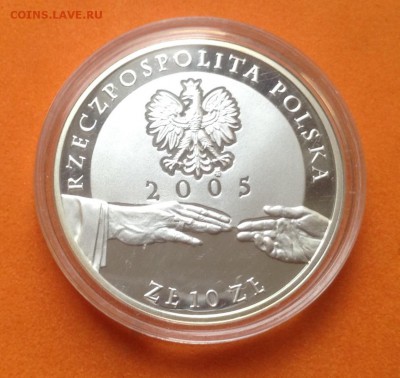 COINS.LAVE.RU
RZECZPOSPOLITA POLSKA
2005
ZŁ 10 ZŁ